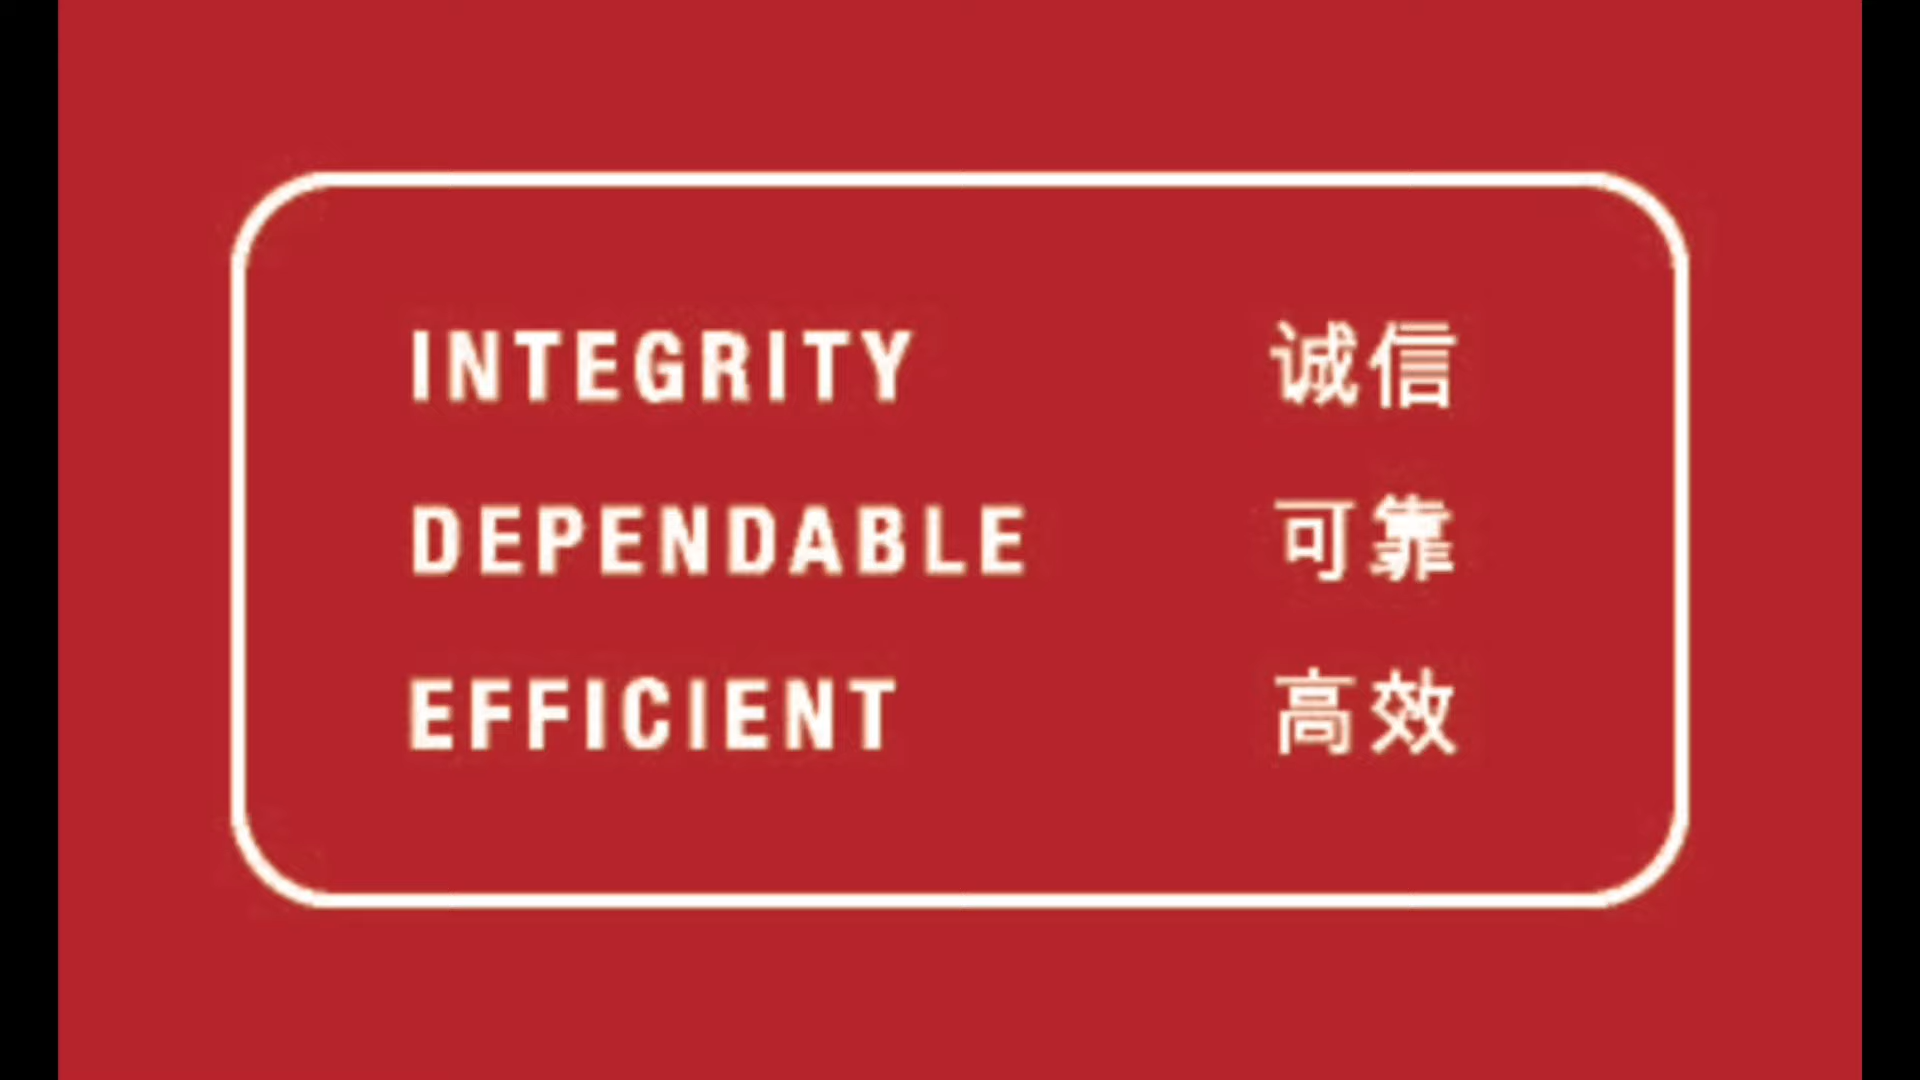 INTEGRITY 诚信
DEPENDABLE 可靠
EFFICIENT 高效